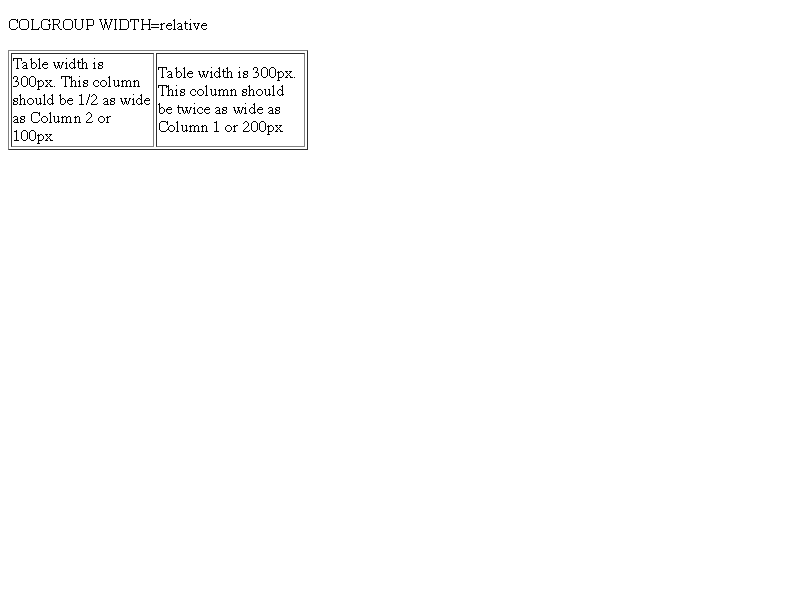 COLGROUP WIDTH=relative
Table width is
300px. This column
should be 1/2 as wide
as Column 2 or
100px
Table width is 300px.
This column should
be twice as wide as
Column 1 or 200px